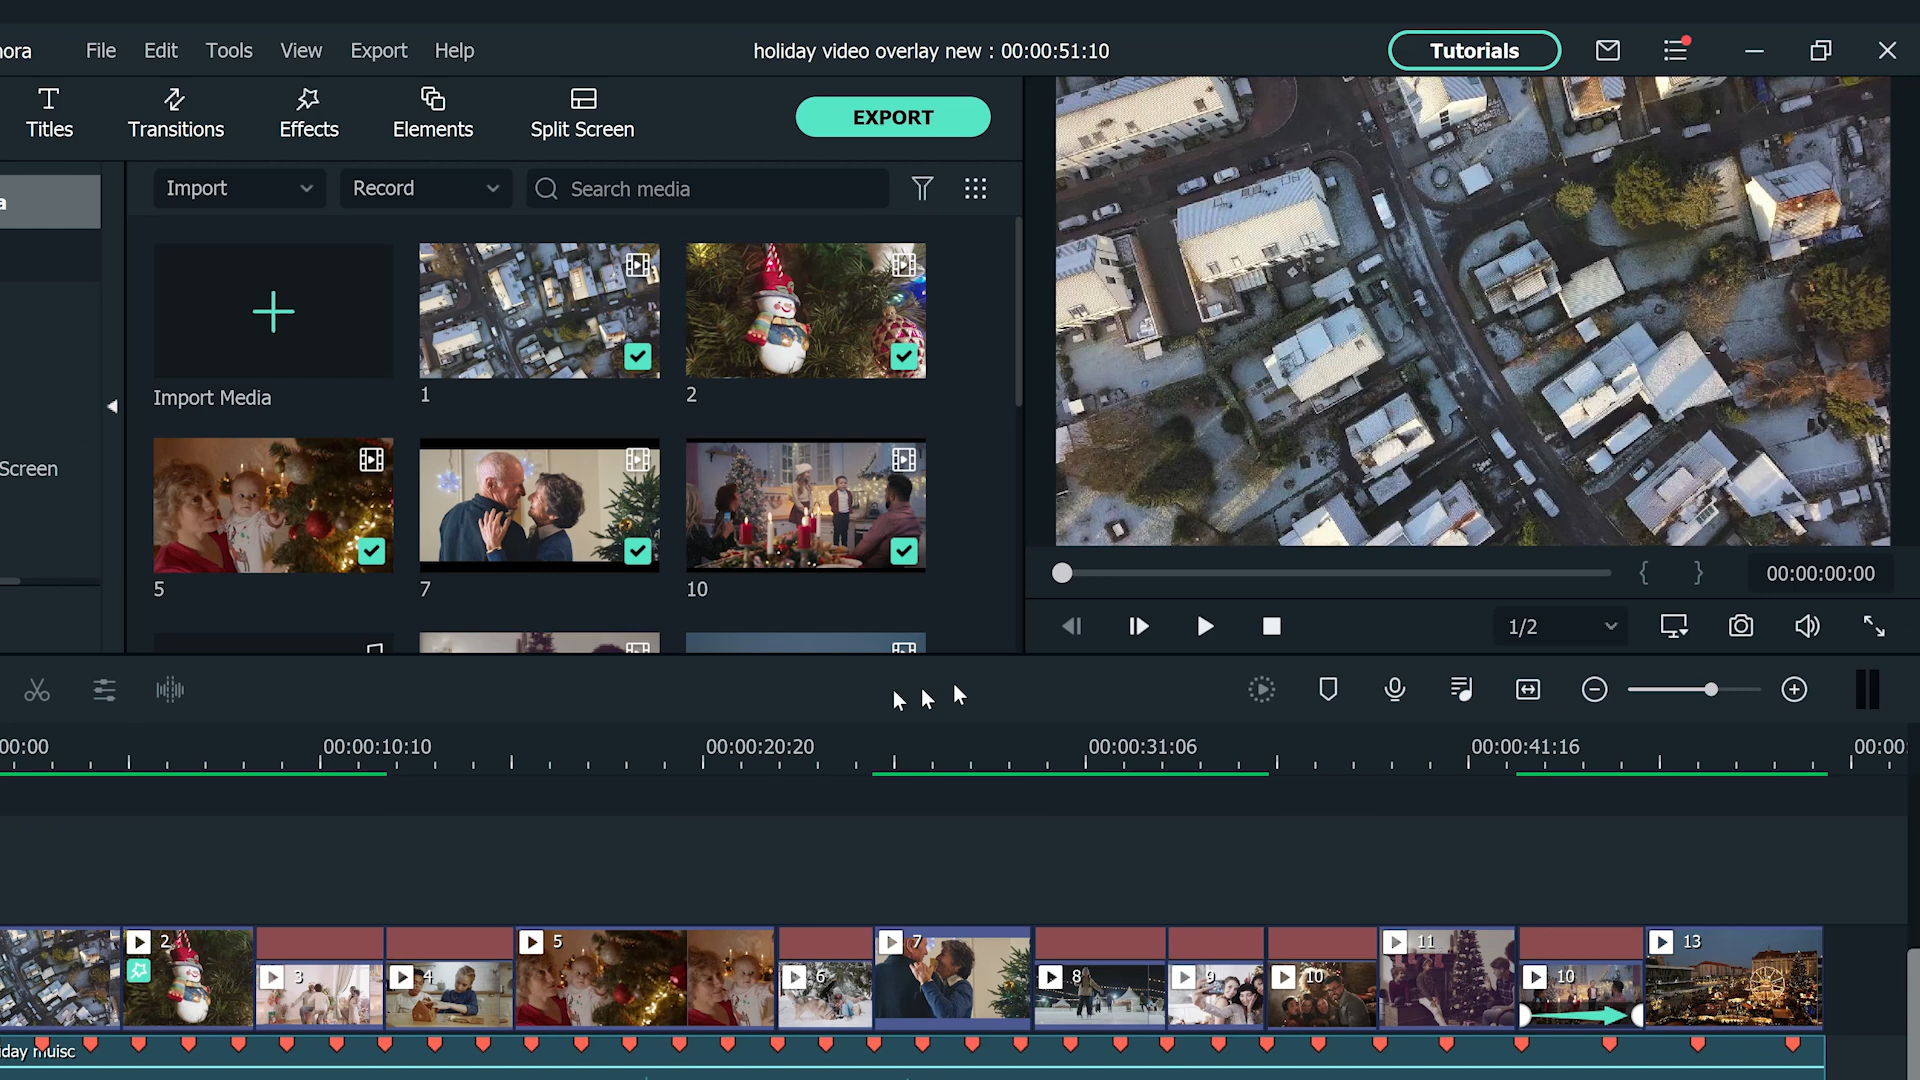 ora
File Edit Tools View Export Help
holiday video overlay new : 00:00:51:10
Tutorials
Titles
Transitions
Effects
Elements
Split Screen
EXPORT
a
Import
Record
Search media
Import Media
1
2
Screen
5
7
10
00:00:00:00
1/2
00:00
00:00:10:10
00:00:20:20
00:00:31:06
00:00:41:16
00:00:
2
3
4
5
6
7
8
9
10
11
10
13
day muisc